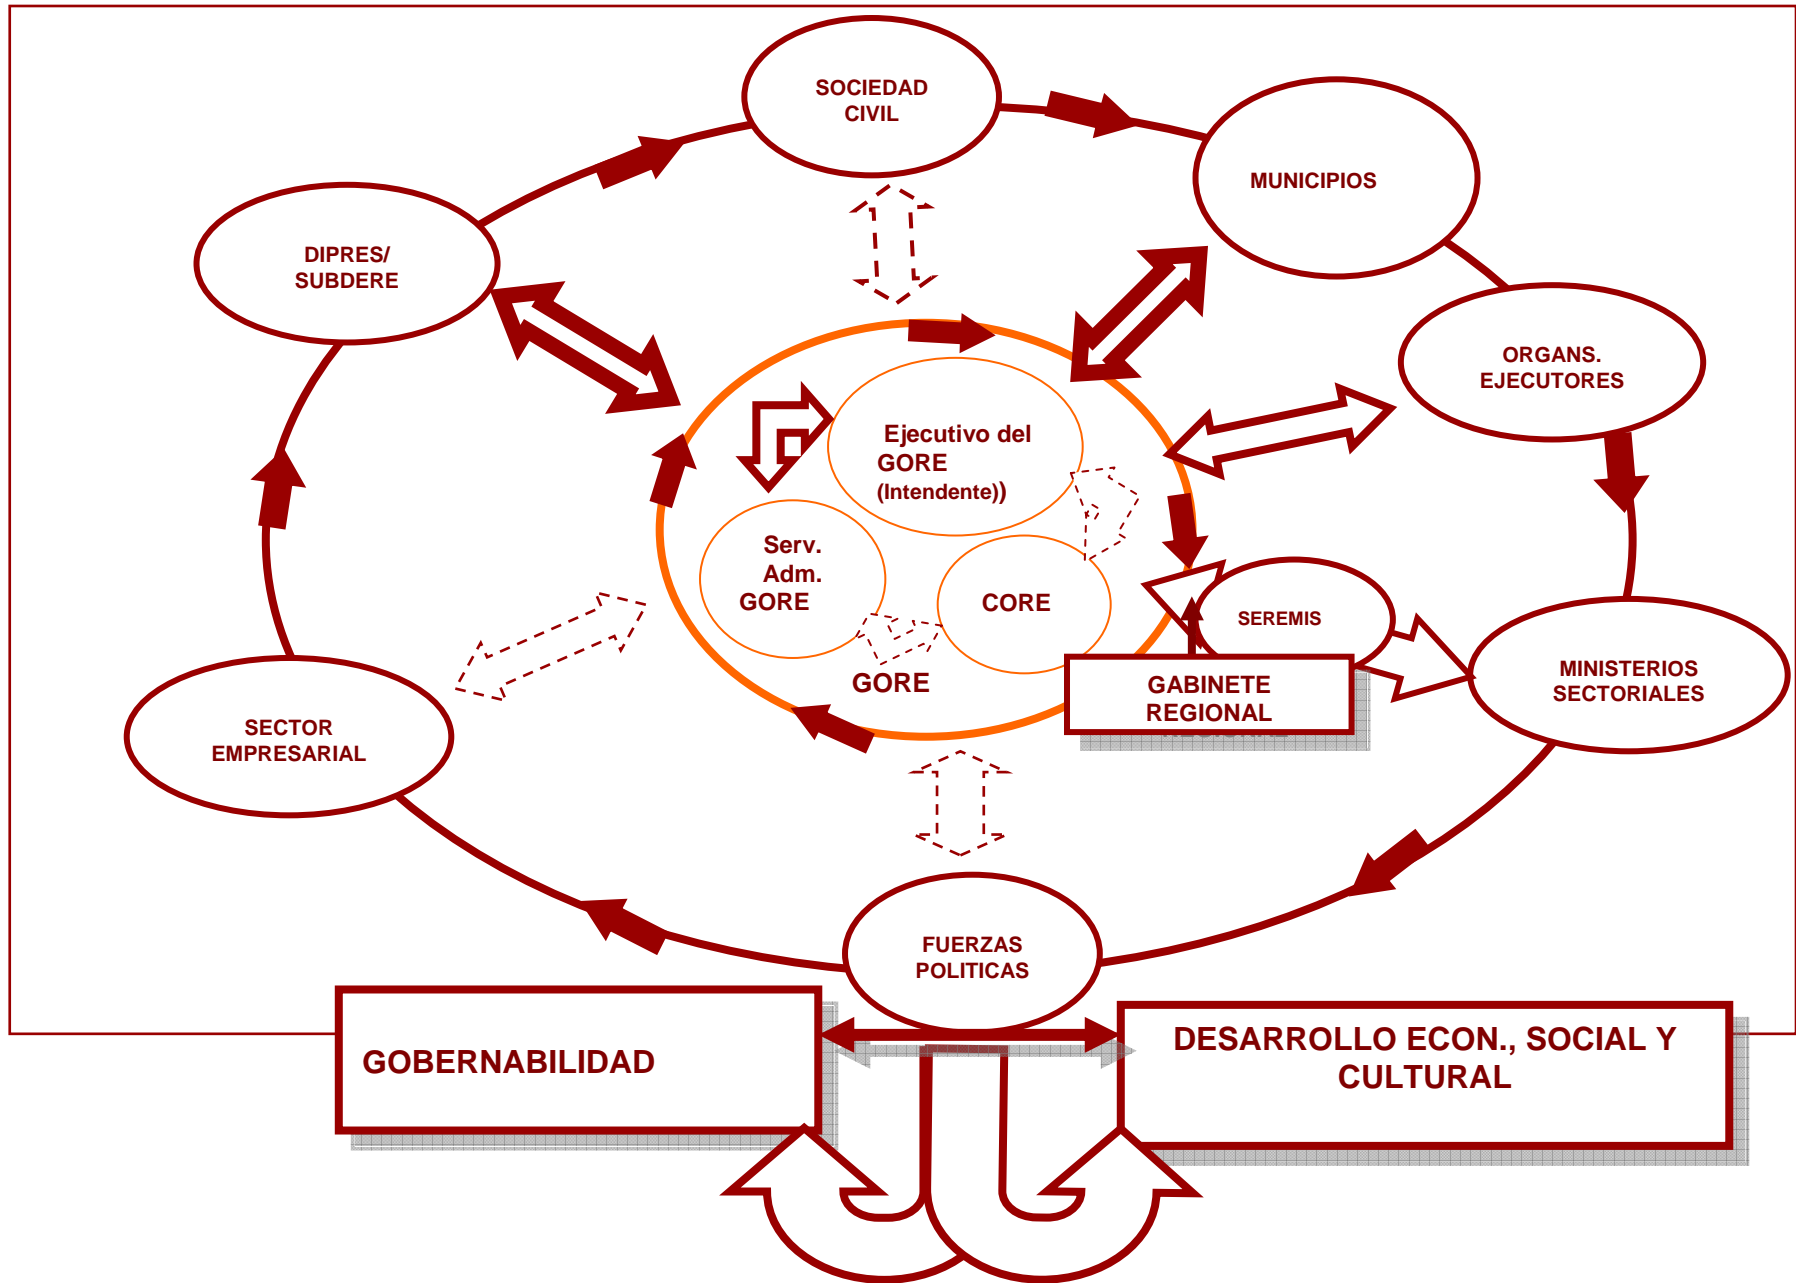 SOCIEDAD
CIVIL
MUNICIPIOS
DIPRES/
SUBDERE
ORGANS.
EJECUTORES
Ejecutivo del
GORE
(Intendente))
Serv.
Adm.
GORE
CORE
SEREMIS
GORE
GABINETE
REGIONAL
MINISTERIOS
SECTORIALES
SECTOR
EMPRESARIAL
FUERZAS
POLITICAS
GOBERNABILIDAD
DESARROLLO ECON., SOCIAL Y
CULTURAL